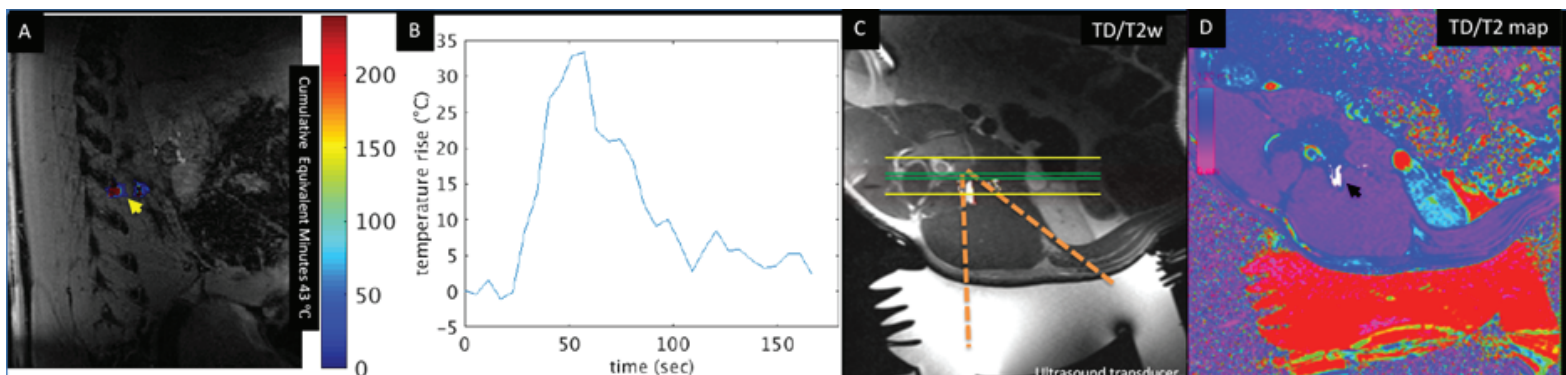 A
Cumulative Equivalent Minutes 43 °C
200
150
100
50
0
B
temperature rise (°C)
35
30
25
20
15
10
5
0
-5
0
50
100
150
time (sec)
C
TD/T2w
Ultrasound transducer
D
TD/T2 map